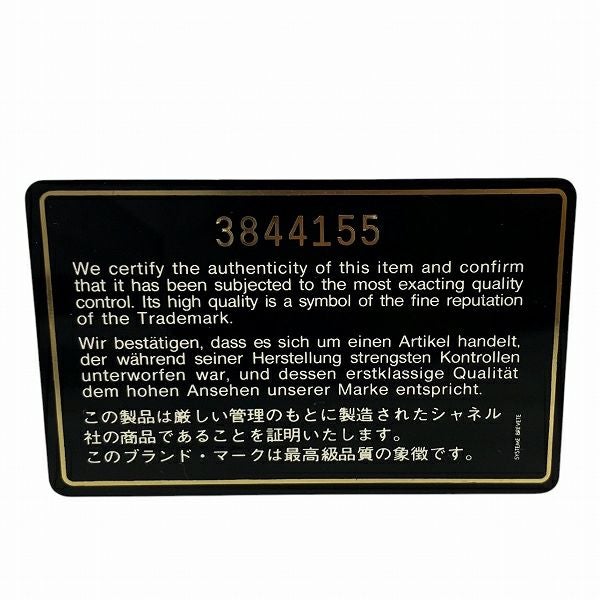 3844155
We certify the authenticity of this item and confirm
that it has been subjected to the most exacting quality
control. Its high quality is a symbol of the fine reputation
of the Trademark.
Wir bestätigen, dass es sich um einen Artikel handelt,
der während seiner Herstellung strengsten Kontrollen
unterworfen war, und dessen erstklassige Qualität
dem hohen Ansehen unserer Marke entspricht.
この製品は厳しい管理のもとに製造されたシャネル
社の商品であることを証明いたします。
このブランド・マークは最高級品質の象徴です。
SYSTEME BREVETE